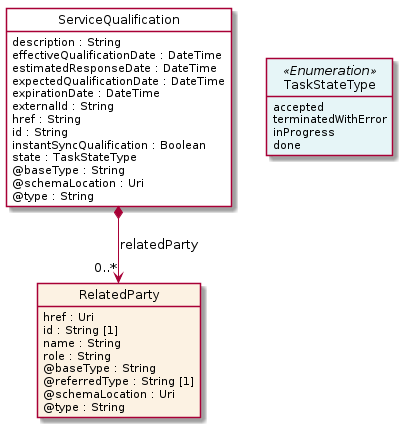 ServiceQualification
description : String
effectiveQualificationDate : DateTime
estimatedResponseDate : DateTime
expectedQualificationDate : DateTime
expirationDate : DateTime
externalId : String
href : String
id : String
instantSyncQualification : Boolean
state : TaskStateType
@baseType : String
@schemaLocation : Uri
@type : String
«Enumeration»
TaskStateType
accepted
terminatedWithError
inProgress
done
relatedParty
0..*
RelatedParty
href : Uri
id : String [1]
name : String
role : String
@baseType : String
@referredType : String [1]
@schemaLocation : Uri
@type : String